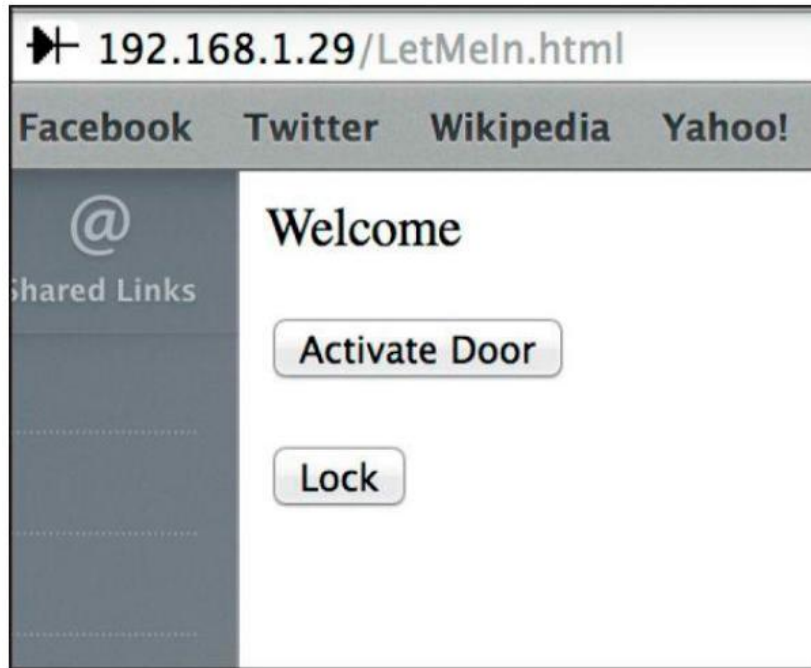 192.168.1.29/LetMeIn.html
Facebook Twitter Wikipedia Yahoo!
@
Shared Links
Welcome
Activate Door
Lock